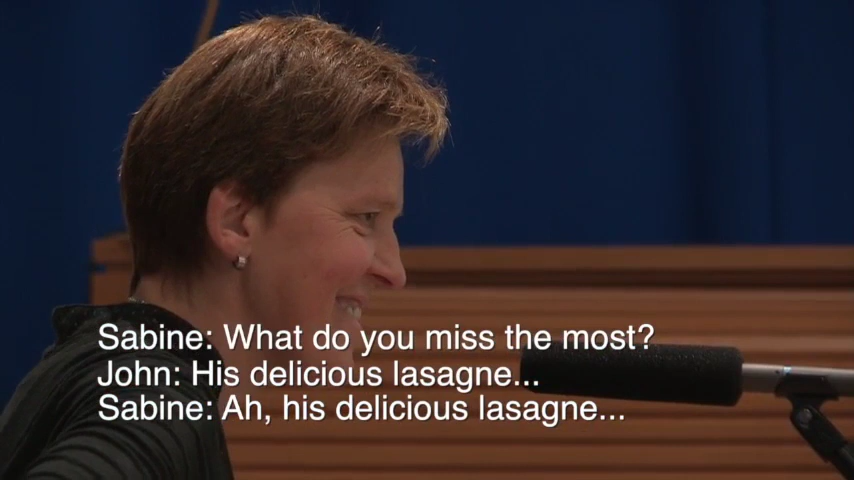 Sabine: What do you miss the most?
John: His delicious lasagne...
Sabine: Ah, his delicious lasagne...